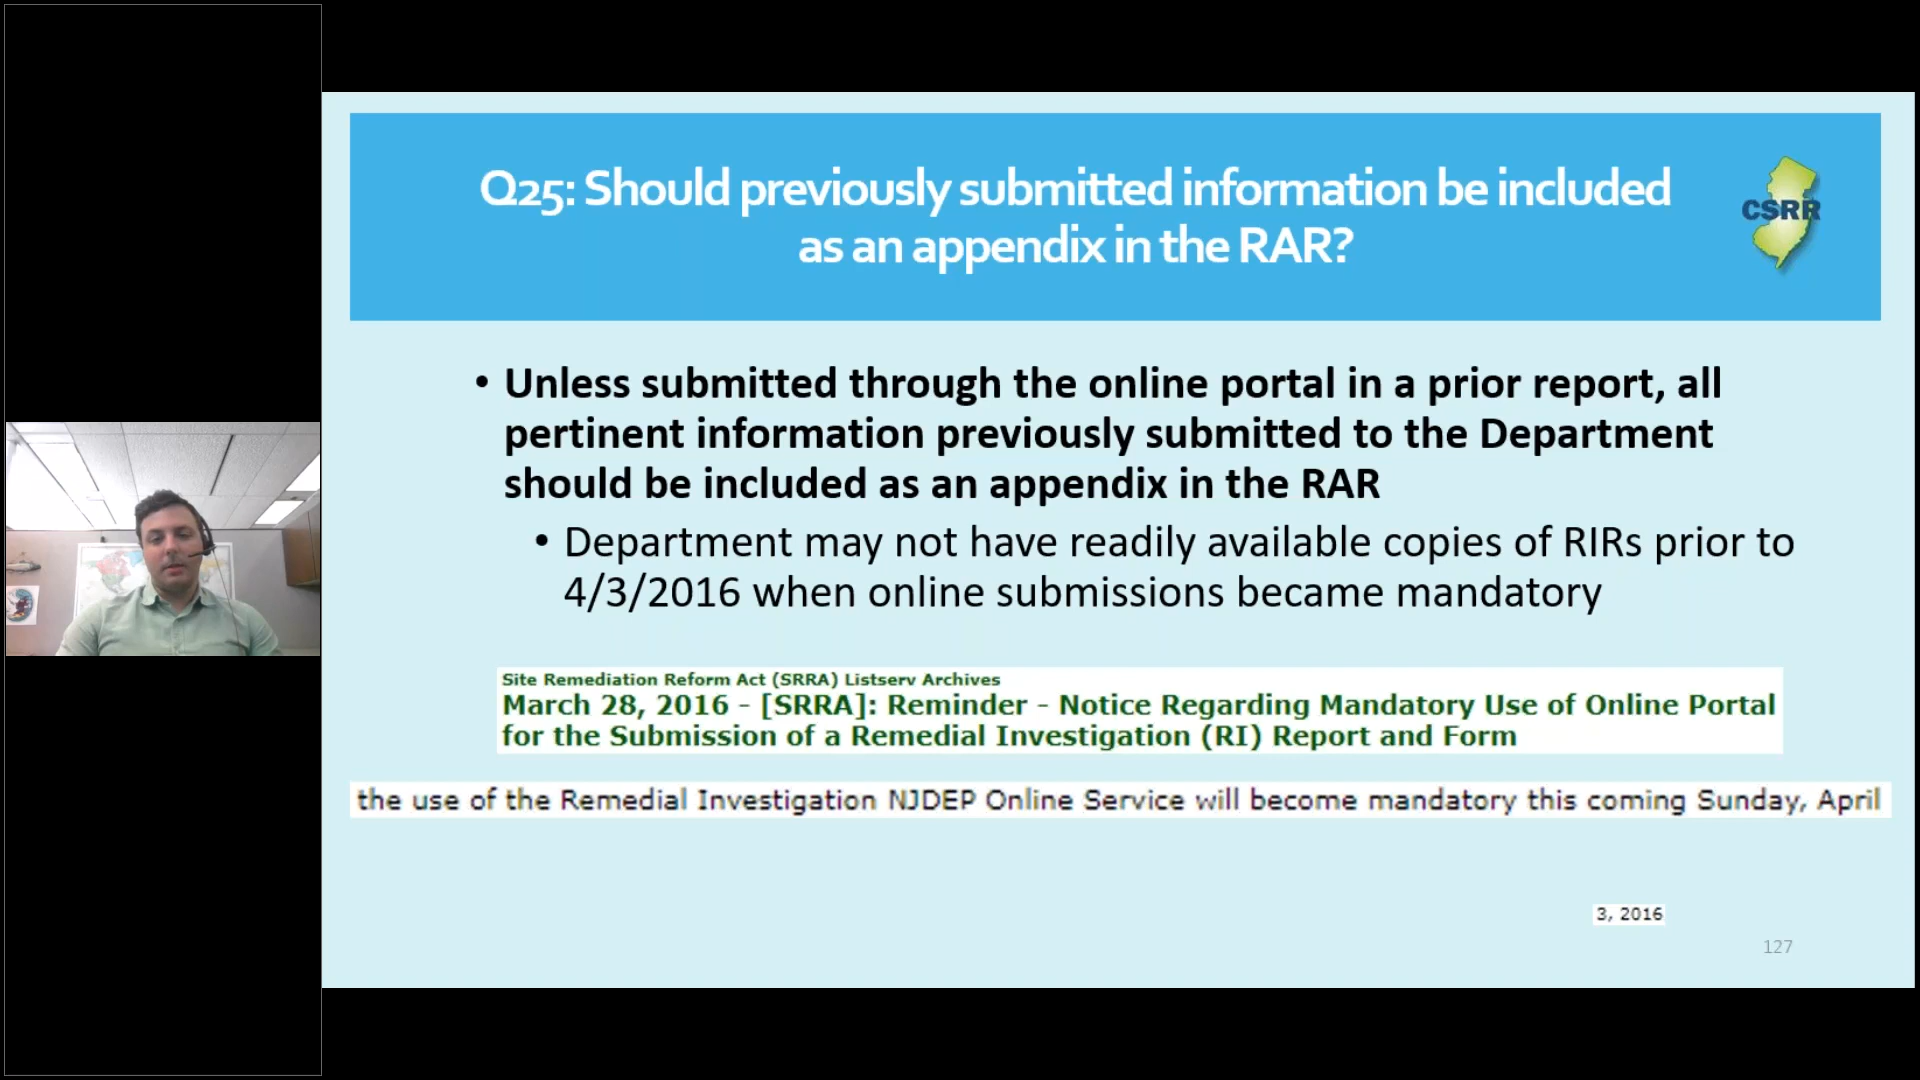 Q25: Should previously submitted information be included
as an appendix in the RAR?
CSRR
• Unless submitted through the online portal in a prior report, all
pertinent information previously submitted to the Department
should be included as an appendix in the RAR
• Department may not have readily available copies of RIRs prior to
4/3/2016 when online submissions became mandatory
Site Remediation Reform Act (SRRA) Listserv Archives
March 28, 2016 - [SRRA]: Reminder - Notice Regarding Mandatory Use of Online Portal
for the Submission of a Remedial Investigation (RI) Report and Form
the use of the Remedial Investigation NJDEP Online Service will become mandatory this coming Sunday, April
3, 2016
127